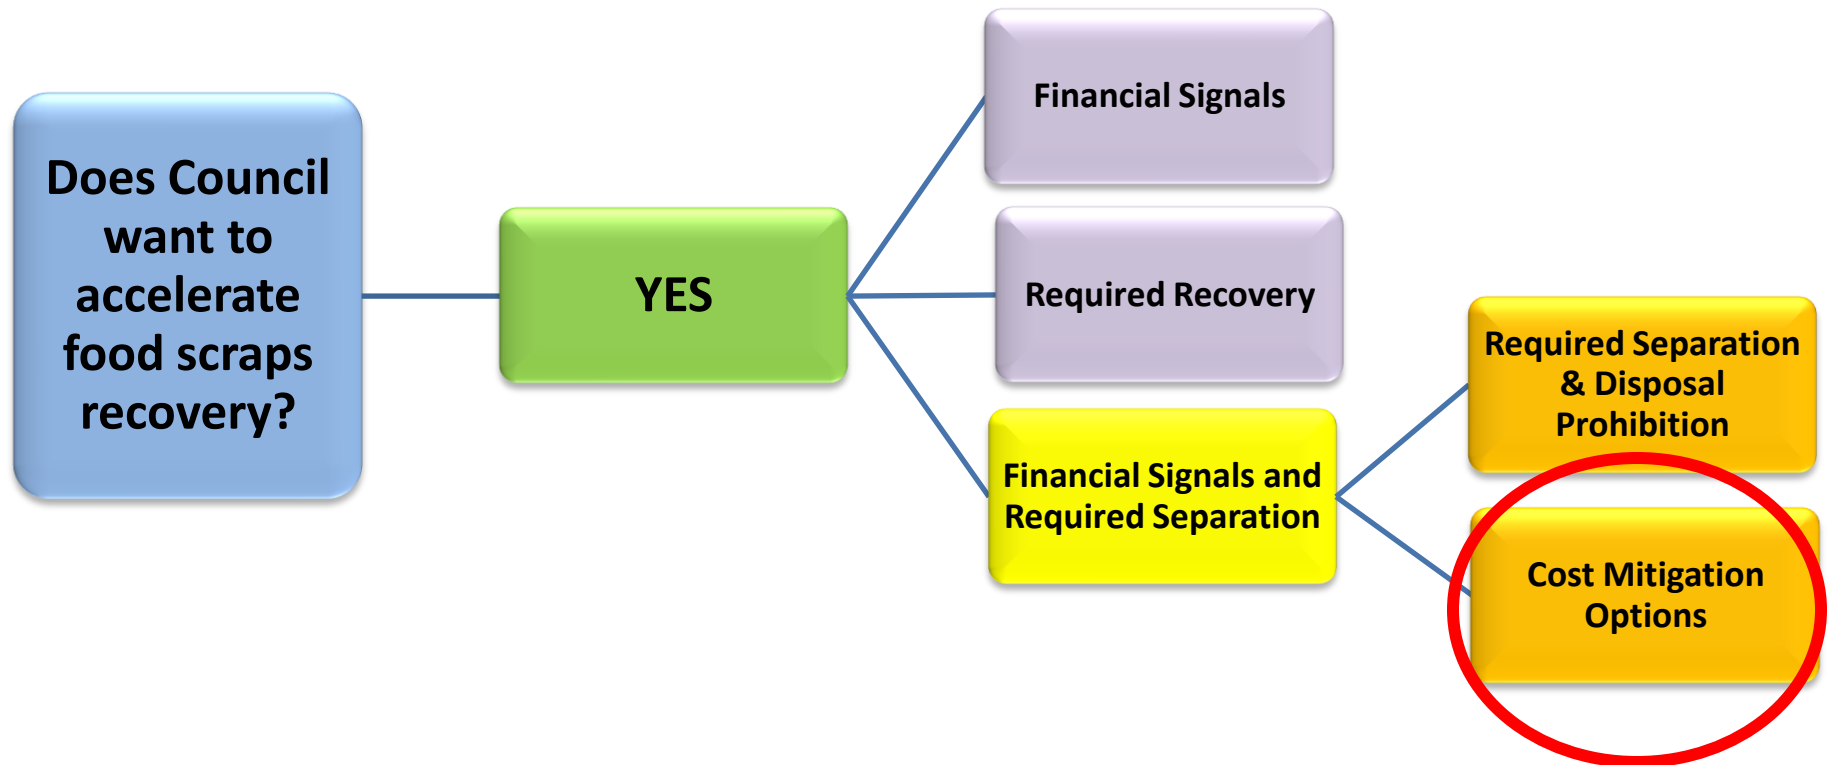 Does Council
want to
accelerate
food scraps
recovery?
YES
Financial Signals
Required Recovery
Financial Signals and
Required Separation
Required Separation
& Disposal
Prohibition
Cost Mitigation
Options